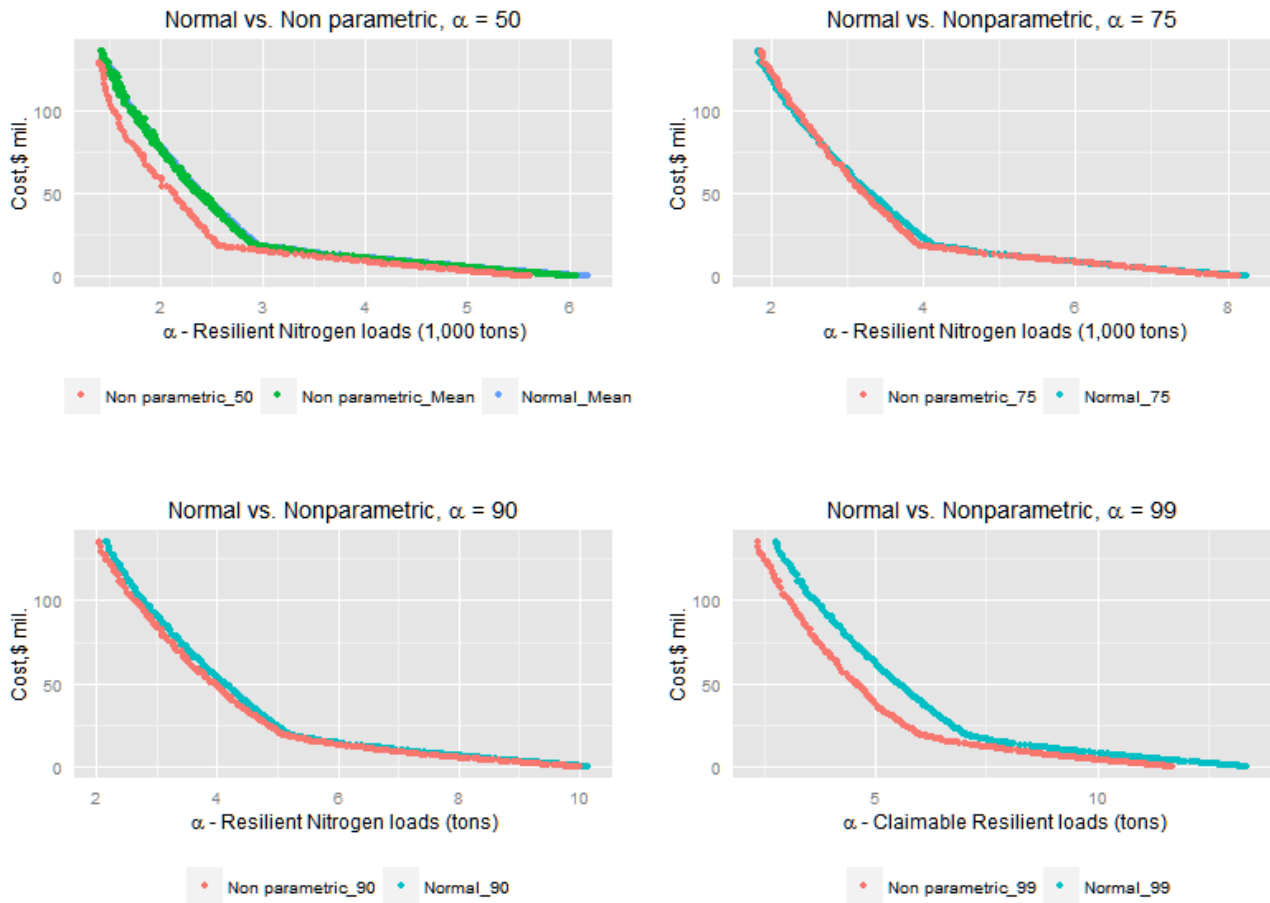 Normal vs. Non parametric, α = 50
Cost,$ mil.
100
50
0
2 3 4 5 6
α - Resilient Nitrogen loads (1,000 tons)
Non parametric_50 Non parametric_Mean Normal_Mean
Normal vs. Nonparametric, α = 75
Cost,$ mil.
100
50
0
2 4 6 8
α - Resilient Nitrogen loads (1,000 tons)
Non parametric_75 Normal_75
Normal vs. Nonparametric, α = 90
Cost,$ mil.
100
50
0
2 4 6 8 10
α - Resilient Nitrogen loads (tons)
Non parametric_90 Normal_90
Normal vs. Nonparametric, α = 99
Cost,$ mil.
100
50
0
5 10
α - Claimable Resilient loads (tons)
Non parametric_99 Normal_99